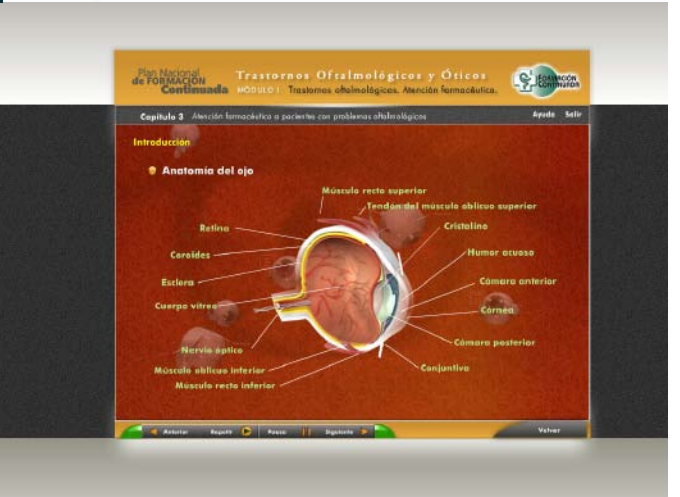 Plan Nacional
de FORMACIÓN
Continuada
Trastornos Oftalmológicos y Óticos
MÓDULO I Trastornos oftalmológicos. Atención farmacéutica.
FORMACIÓN
CONTINUADA
Capítulo 3 Atención farmacéutica a pacientes con problemas oftalmológicos
Ayuda Salir
Introducción
Anatomía del ojo
Músculo recto superior
Tendon del músculo oblicuo superior
Retina
Cristalino
Coroides
Humor acuoso
Esclera
Cámara anterior
Cuerpo vítreo
Córnea
Nervio óptico
Cámara posterior
Músculo oblicuo inferior
Conjuntiva
Músculo recto inferior
Anterior Repetir Pausa Siguiente
Volver